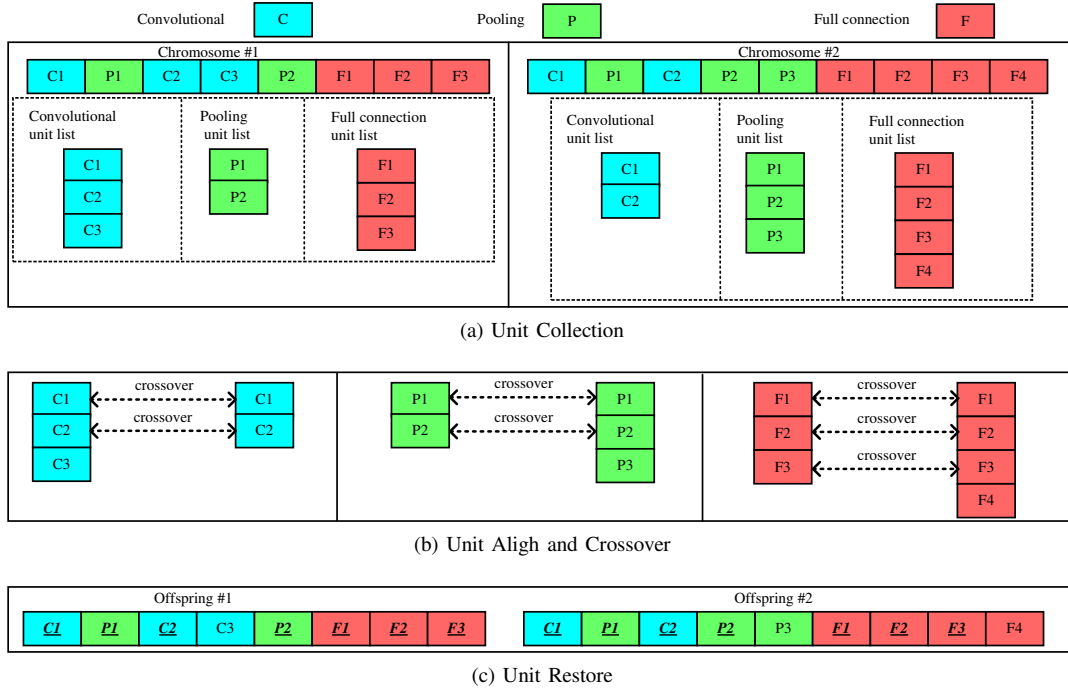 Convolutional C Pooling P Full connection F
Chromosome #1
C1 P1 C2 C3 P2 F1 F2 F3
Convolutional
unit list
Pooling
unit list
Full connection
unit list
C1 P1 F1
C2 P2 F2
C3 F3
Chromosome #2
C1 P1 C2 P2 P3 F1 F2 F3 F4
Convolutional
unit list
Pooling
unit list
Full connection
unit list
C1 P1 F1
C2 P2 F2
P3 F3
F4
(a) Unit Collection
C1 crossover C1
C2 crossover C2
C3
P1 crossover P1
P2 crossover P2
P3
F1 crossover F1
F2 crossover F2
F3 crossover F3
F4
(b) Unit Aligh and Crossover
Offspring #1
C1 P1 C2 C3 P2 F1 F2 F3
Offspring #2
C1 P1 C2 P2 P3 F1 F2 F3 F4
(c) Unit Restore